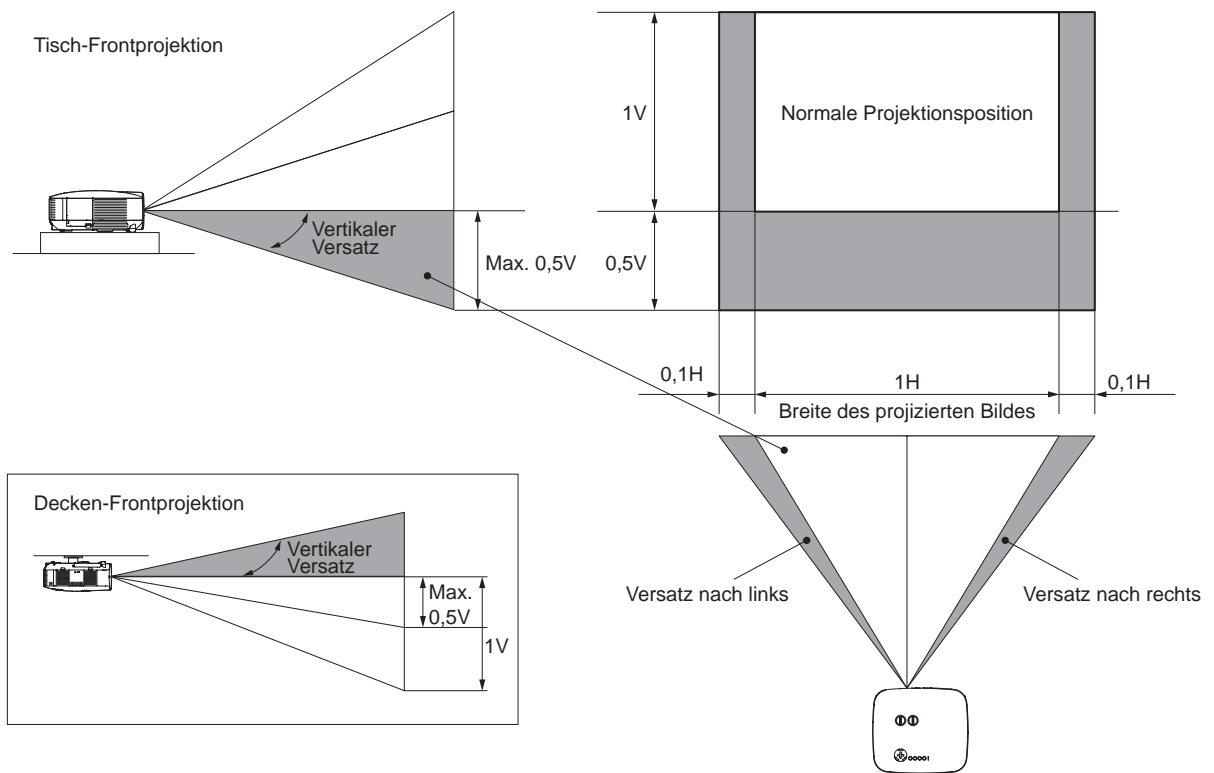 Tisch-Frontprojektion
1V
Normale Projektionsposition
Vertikaler
Versatz
Max. 0,5V
0,5V
0,1H
1H
0,1H
Breite des projizierten Bildes
Decken-Frontprojektion
Vertikaler
Versatz
Max.
0,5V
1V
Versatz nach links
Versatz nach rechts